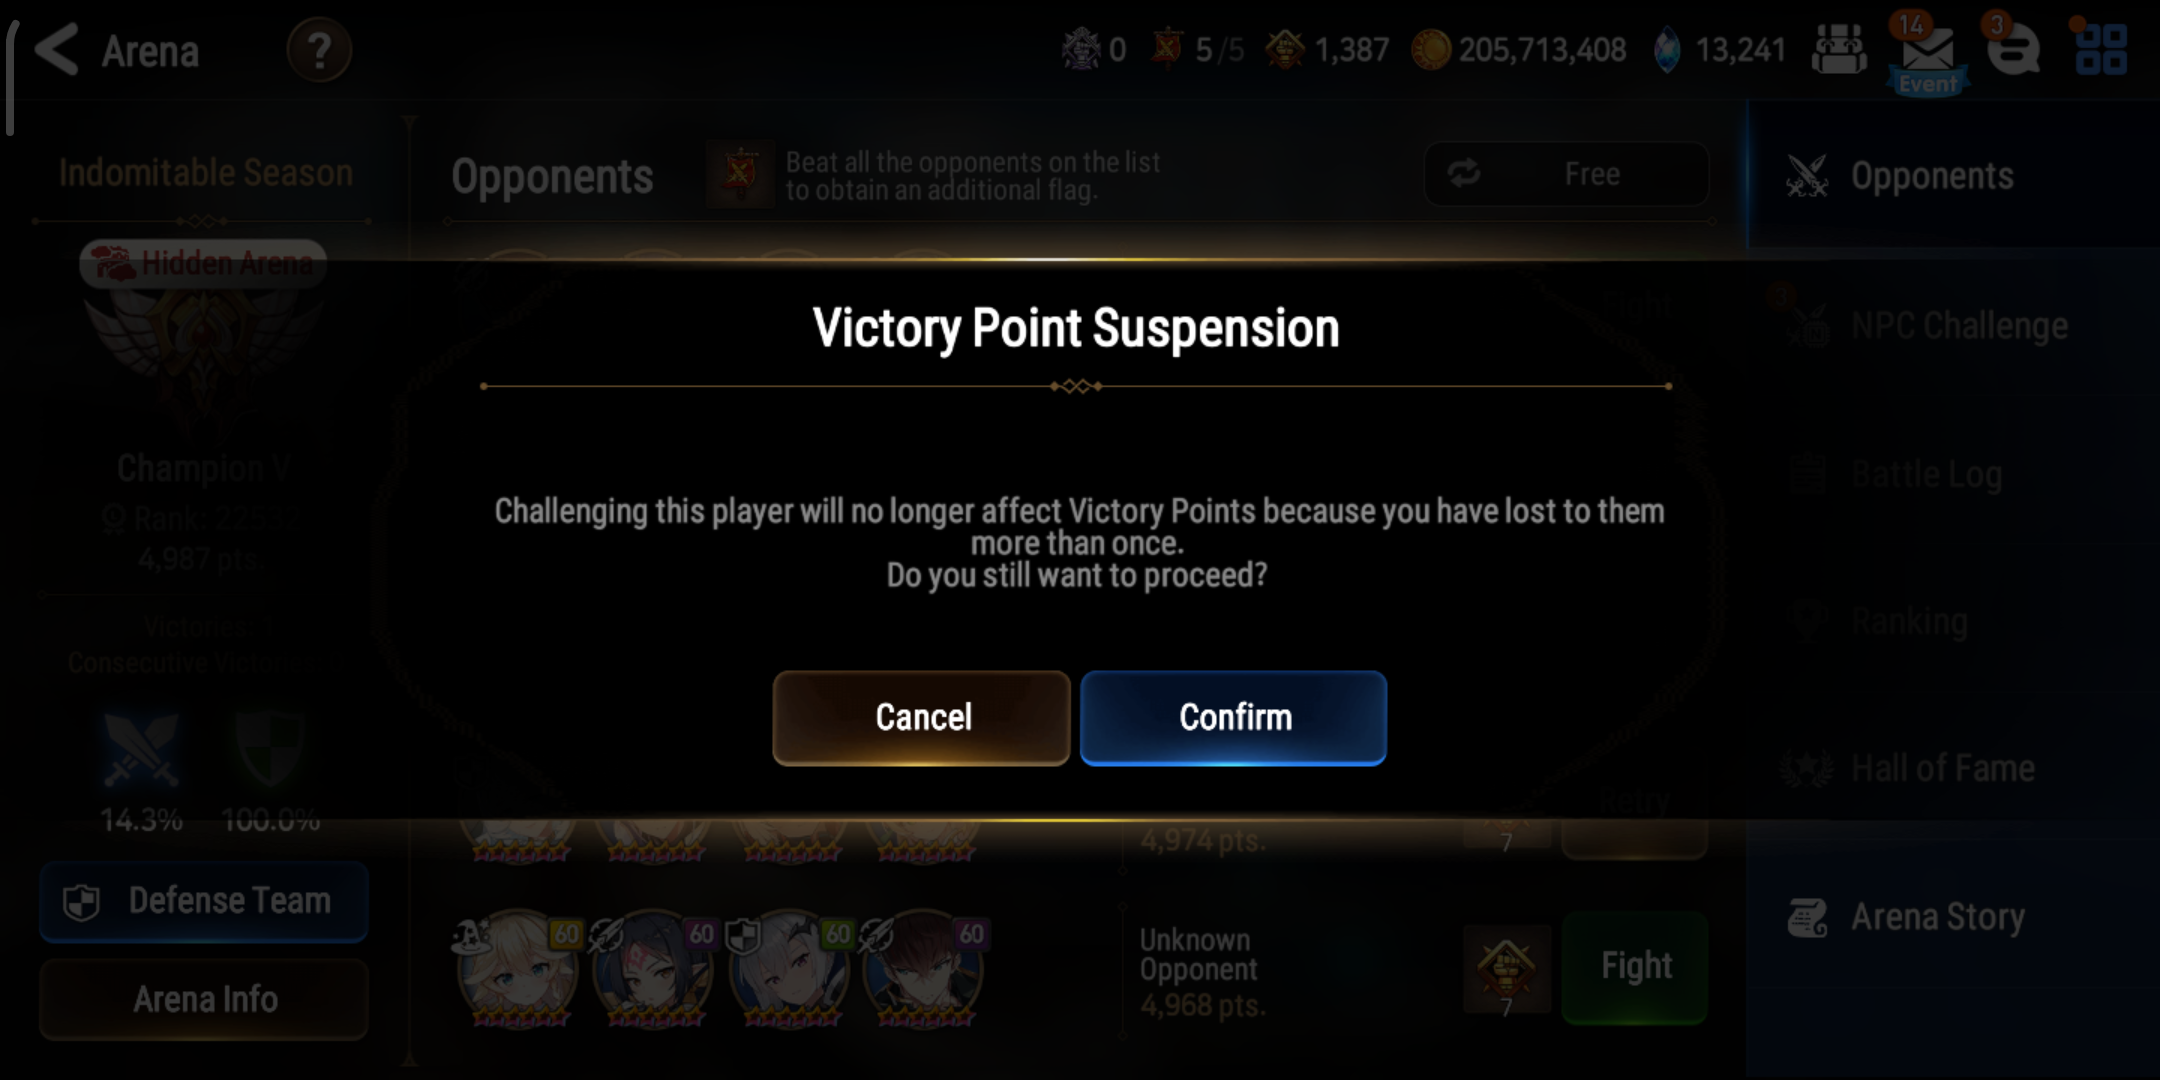 Arena
?
0
5/5
1,387
205,713,408
13,241
14
Event
3
Indomitable Season
Opponents
Beat all the opponents on the list
to obtain an additional flag.
Free
Opponents
Hidden Arena
Fight
Victory Point Suspension
3
NPC Challenge
Champion V
Rank: 22532
4,987 pts.
Battle Log
Challenging this player will no longer affect Victory Points because you have lost to them
more than once.
Do you still want to proceed?
Victories:
Consecutive
Ranking
Cancel
Confirm
Hall of Fame
14.3%
100.0%
Retry
4,974 pts.
7
Defense Team
Arena Story
60
60
60
60
Unknown
Opponent
4,968 pts.
7
Fight
Arena Info